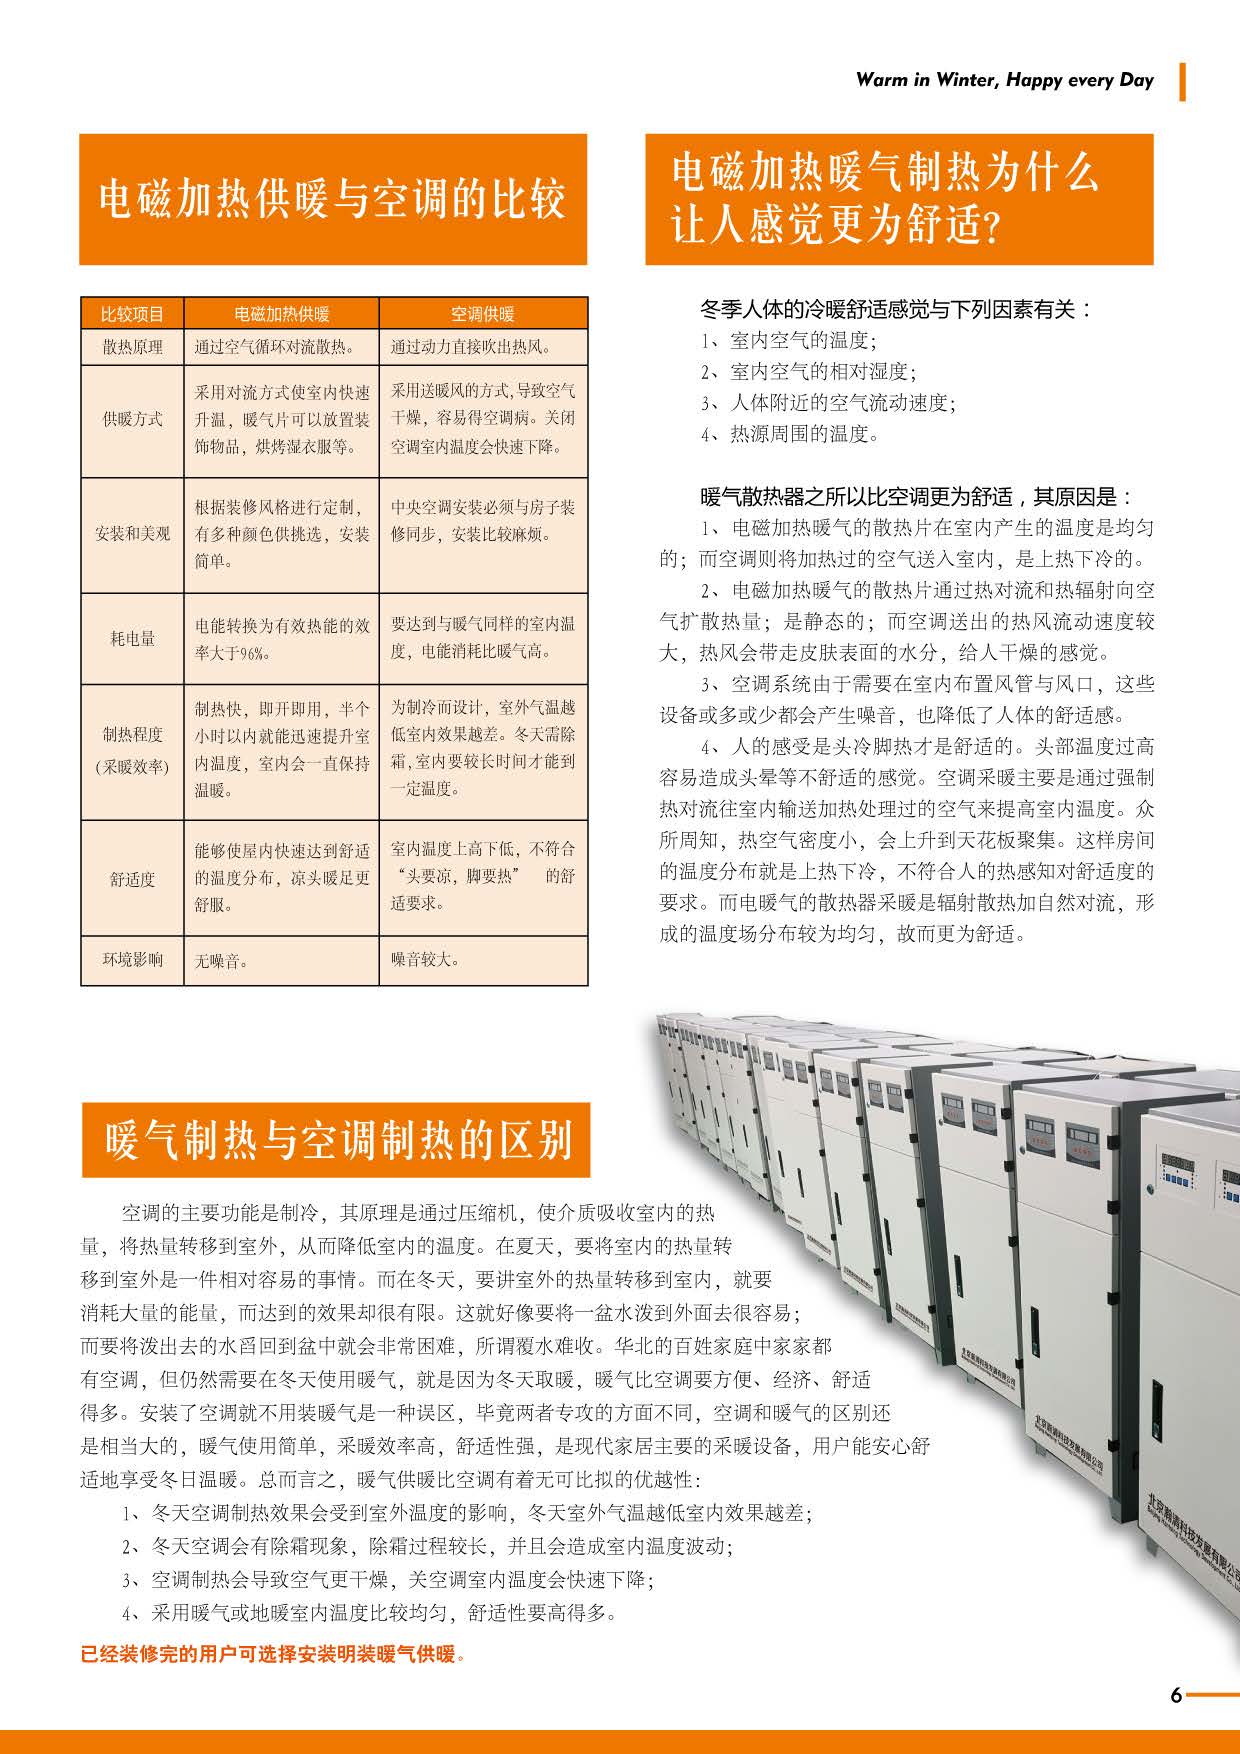 Warm in Winter, Happy every Day
电磁加热供暖与空调的比较
比较项目 电磁加热供暖 空调供暖
散热原理 通过空气循环对流散热。 通过动力直接吹出热风。
供暖方式
采用对流方式使室内快速
升温，暖气片可以放置装
饰物品，烘烤湿衣服等。
采用送暖风的方式,导致空气
干燥，容易得空调病。关闭
空调室内温度会快速下降。
安装和美观
根据装修风格进行定制，
有多种颜色供挑选，安装
简单。
中央空调安装必须与房子装
修同步，安装比较麻烦。
耗电量
电能转换为有效热能的效
率大于96%。
要达到与暖气同样的室内温
度，电能消耗比暖气高。
制热程度
(采暖效率)
制热快，即开即用，半个
小时以内就能迅速提升室
内温度，室内会一直保持
温暖。
为制冷而设计，室外气温越
低室内效果越差。冬天需除
霜,室内要较长时间才能到
一定温度。
舒适度
能够使屋内快速达到舒适
的温度分布，凉头暖足更
舒服。
室内温度上高下低，不符合
“头要凉，脚要热” 的舒
适要求。
环境影响 无噪音。 噪音较大。
电磁加热暖气制热为什么
让人感觉更为舒适?
冬季人体的冷暖舒适感觉与下列因素有关：
1、室内空气的温度；
2、室内空气的相对湿度；
3、人体附近的空气流动速度；
4、热源周围的温度。
暖气散热器之所以比空调更为舒适，其原因是：
1、电磁加热暖气的散热片在室内产生的温度是均匀
的；而空调则将加热过的空气送入室内，是上热下冷的。
2、电磁加热暖气的散热片通过热对流和热辐射向空
气扩散热量；是静态的；而空调送出的热风流动速度较
大，热风会带走皮肤表面的水分，给人干燥的感觉。
3、空调系统由于需要在室内布置风管与风口，这些
设备或多或少都会产生噪音，也降低了人体的舒适感。
4、人的感受是头冷脚热才是舒适的。头部温度过高
容易造成头晕等不舒适的感觉。空调采暖主要是通过强制
热对流往室内输送加热处理过的空气来提高室内温度。众
所周知，热空气密度小，会上升到天花板聚集。这样房间
的温度分布就是上热下冷，不符合人的热感知对舒适度的
要求。而电暖气的散热器采暖是辐射散热加自然对流，形
成的温度场分布较为均匀，故而更为舒适。
暖气制热与空调制热的区别
空调的主要功能是制冷，其原理是通过压缩机，使介质吸收室内的热
量，将热量转移到室外，从而降低室内的温度。在夏天，要将室内的热量转
移到室外是一件相对容易的事情。而在冬天，要讲室外的热量转移到室内，就要
消耗大量的能量，而达到的效果却很有限。这就好像要将一盆水泼到外面去很容易；
而要将泼出去的水舀回到盆中就会非常困难，所谓覆水难收。华北的百姓家庭中家家都
有空调，但仍然需要在冬天使用暖气，就是因为冬天取暖，暖气比空调要方便、经济、舒适
得多。安装了空调就不用装暖气是一种误区，毕竟两者专攻的方面不同，空调和暖气的区别还
是相当大的，暖气使用简单，采暖效率高，舒适性强，是现代家居主要的采暖设备，用户能安心舒
适地享受冬日温暖。总而言之，暖气供暖比空调有着无可比拟的优越性：
1、冬天空调制热效果会受到室外温度的影响，冬天室外气温越低室内效果越差；
2、冬天空调会有除霜现象，除霜过程较长，并且会造成室内温度波动；
3、空调制热会导致空气更干燥，关空调室内温度会快速下降；
4、采用暖气或地暖室内温度比较均匀，舒适性要高得多。
已经装修完的用户可选择安装明装暖气供暖。
6